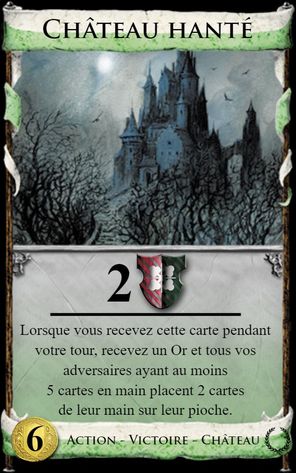 Château hanté
2
Lorsque vous recevez cette carte pendant
votre tour, recevez un Or et tous vos
adversaires ayant au moins
5 cartes en main placent 2 cartes
de leur main sur leur pioche.
6 Action - Victoire - Château